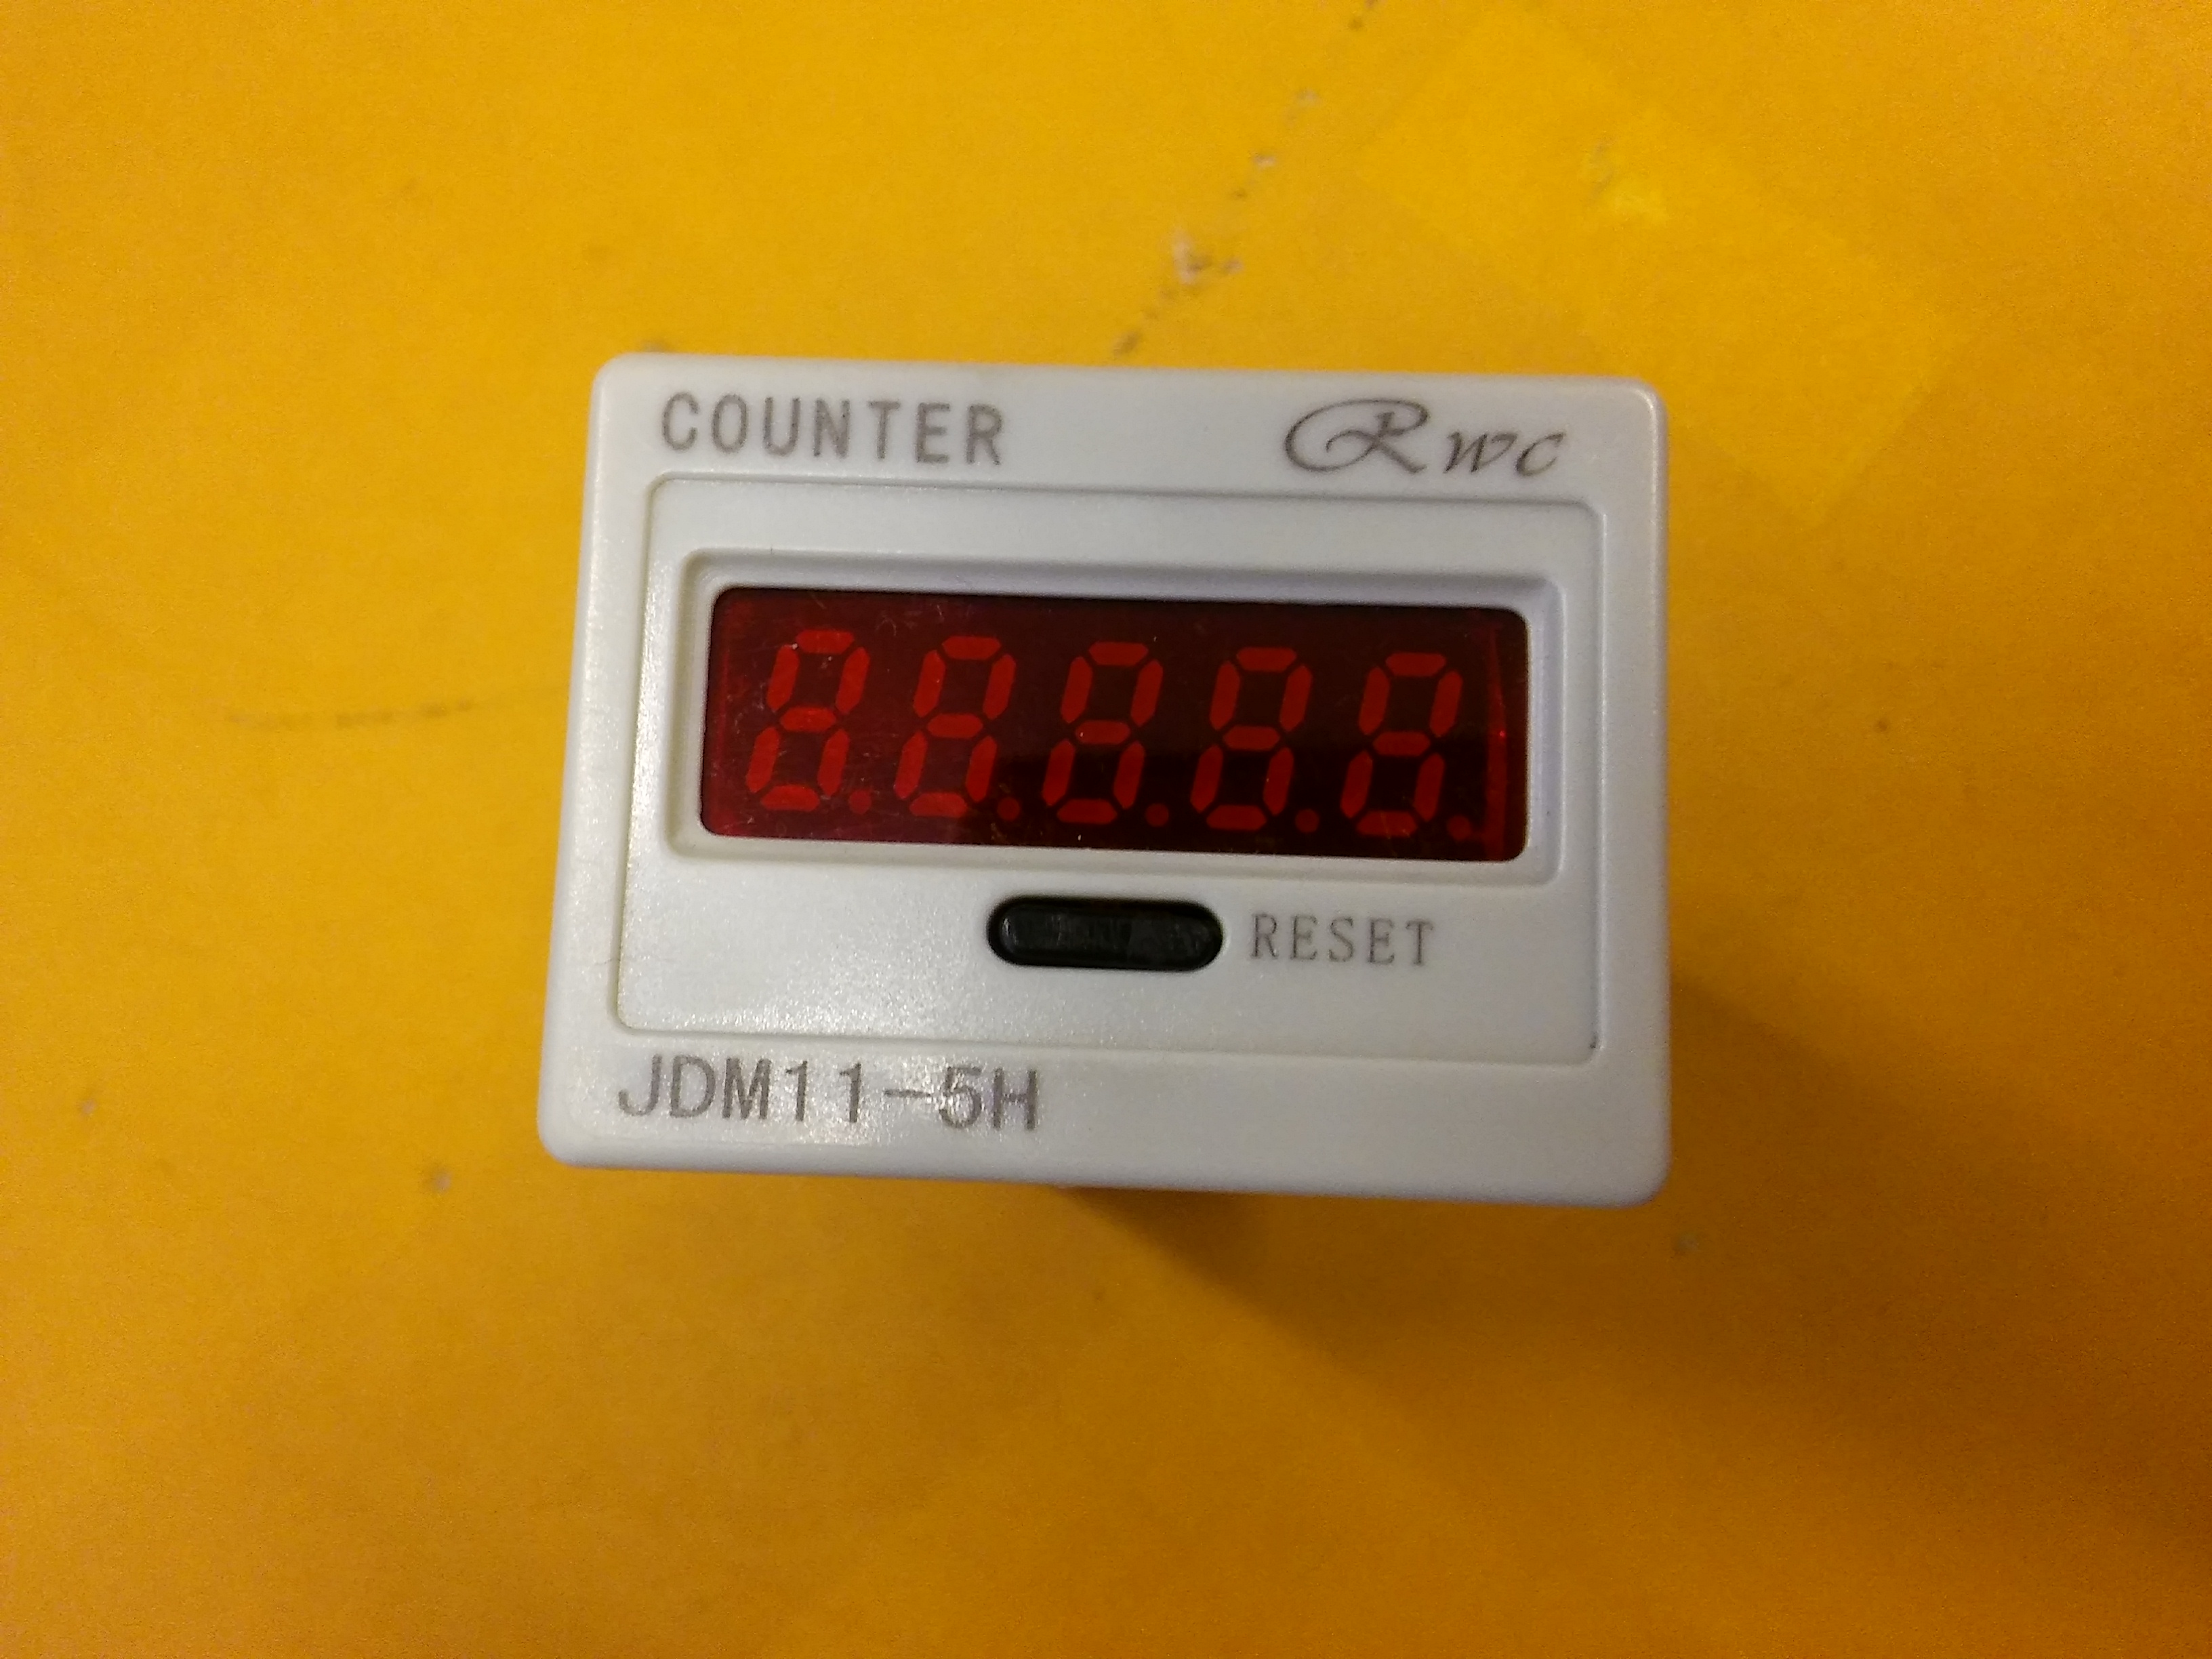 COUNTER
Rwc
8.8.8.8.8.
RESET
JDM11-5H